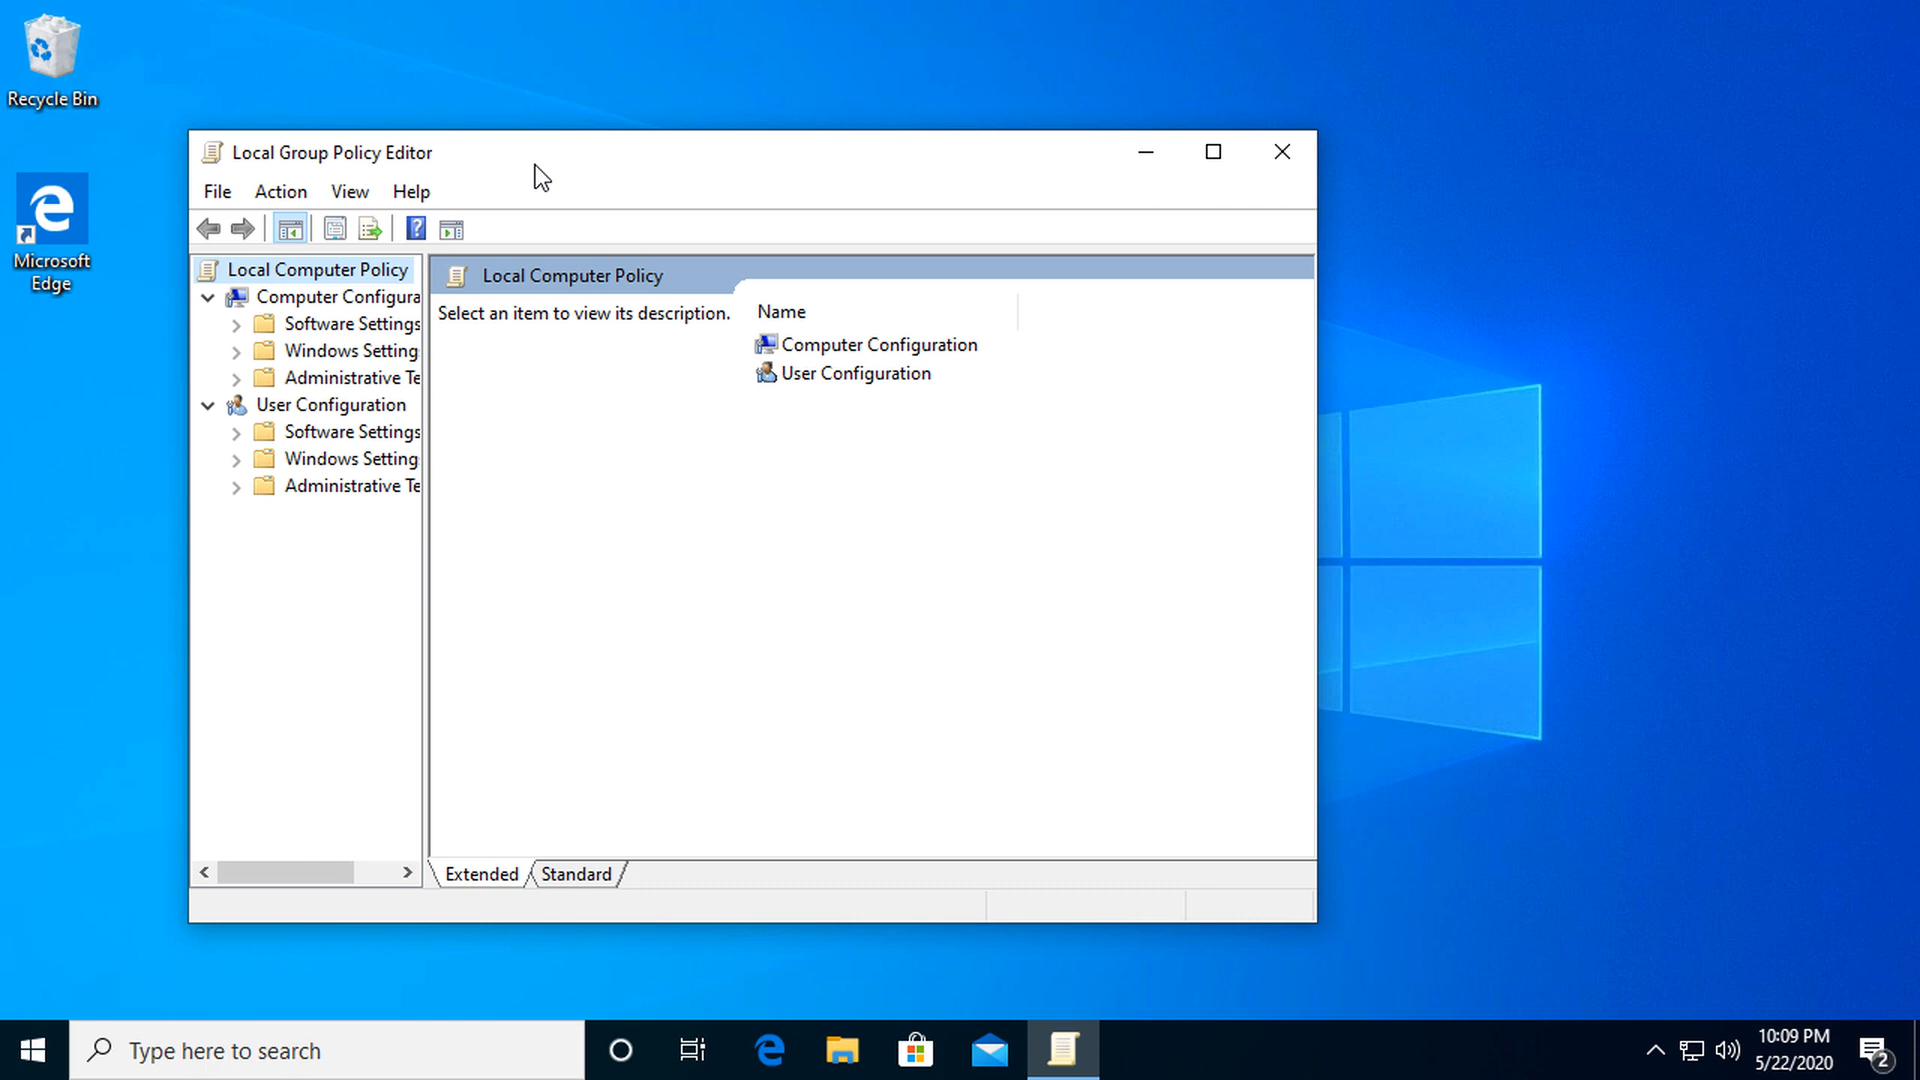 Recycle Bin
Microsoft
Edge
Local Group Policy Editor
File Action View Help
Local Computer Policy
Computer Configura
Software Settings
Windows Setting
Administrative Te
User Configuration
Software Settings
Windows Setting
Administrative Te
Local Computer Policy
Select an item to view its description.
Name
Computer Configuration
User Configuration
Extended Standard
Type here to search
10:09 PM
5/22/2020
2